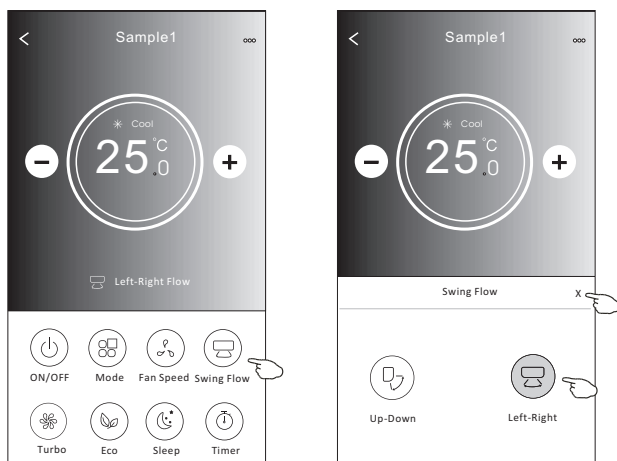 Sample1
Cool
25.0°C
Left-Right Flow
ON/OFF Mode Fan Speed Swing Flow
Turbo Eco Sleep Timer
Sample1
Cool
25.0°C
Swing Flow X
Up-Down Left-Right